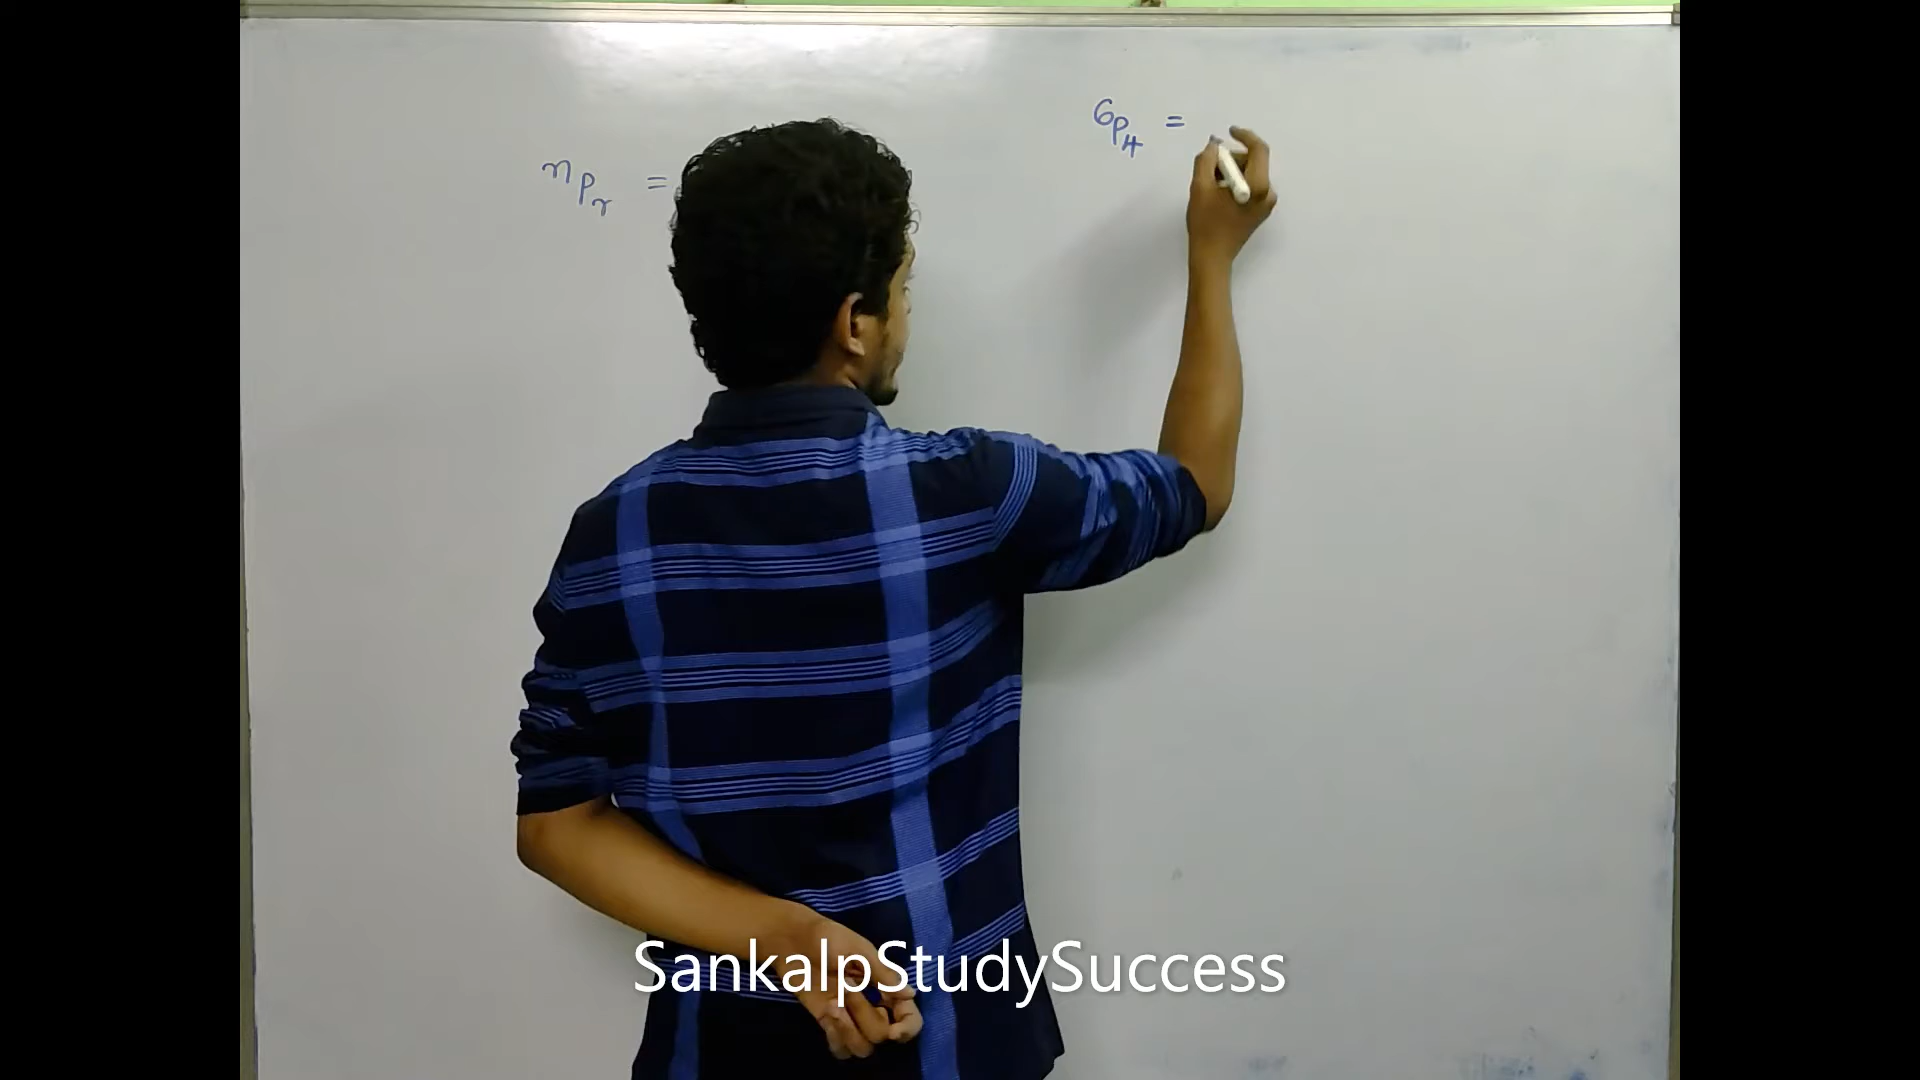 nPr =
6P4 =
SankalpStudySuccess